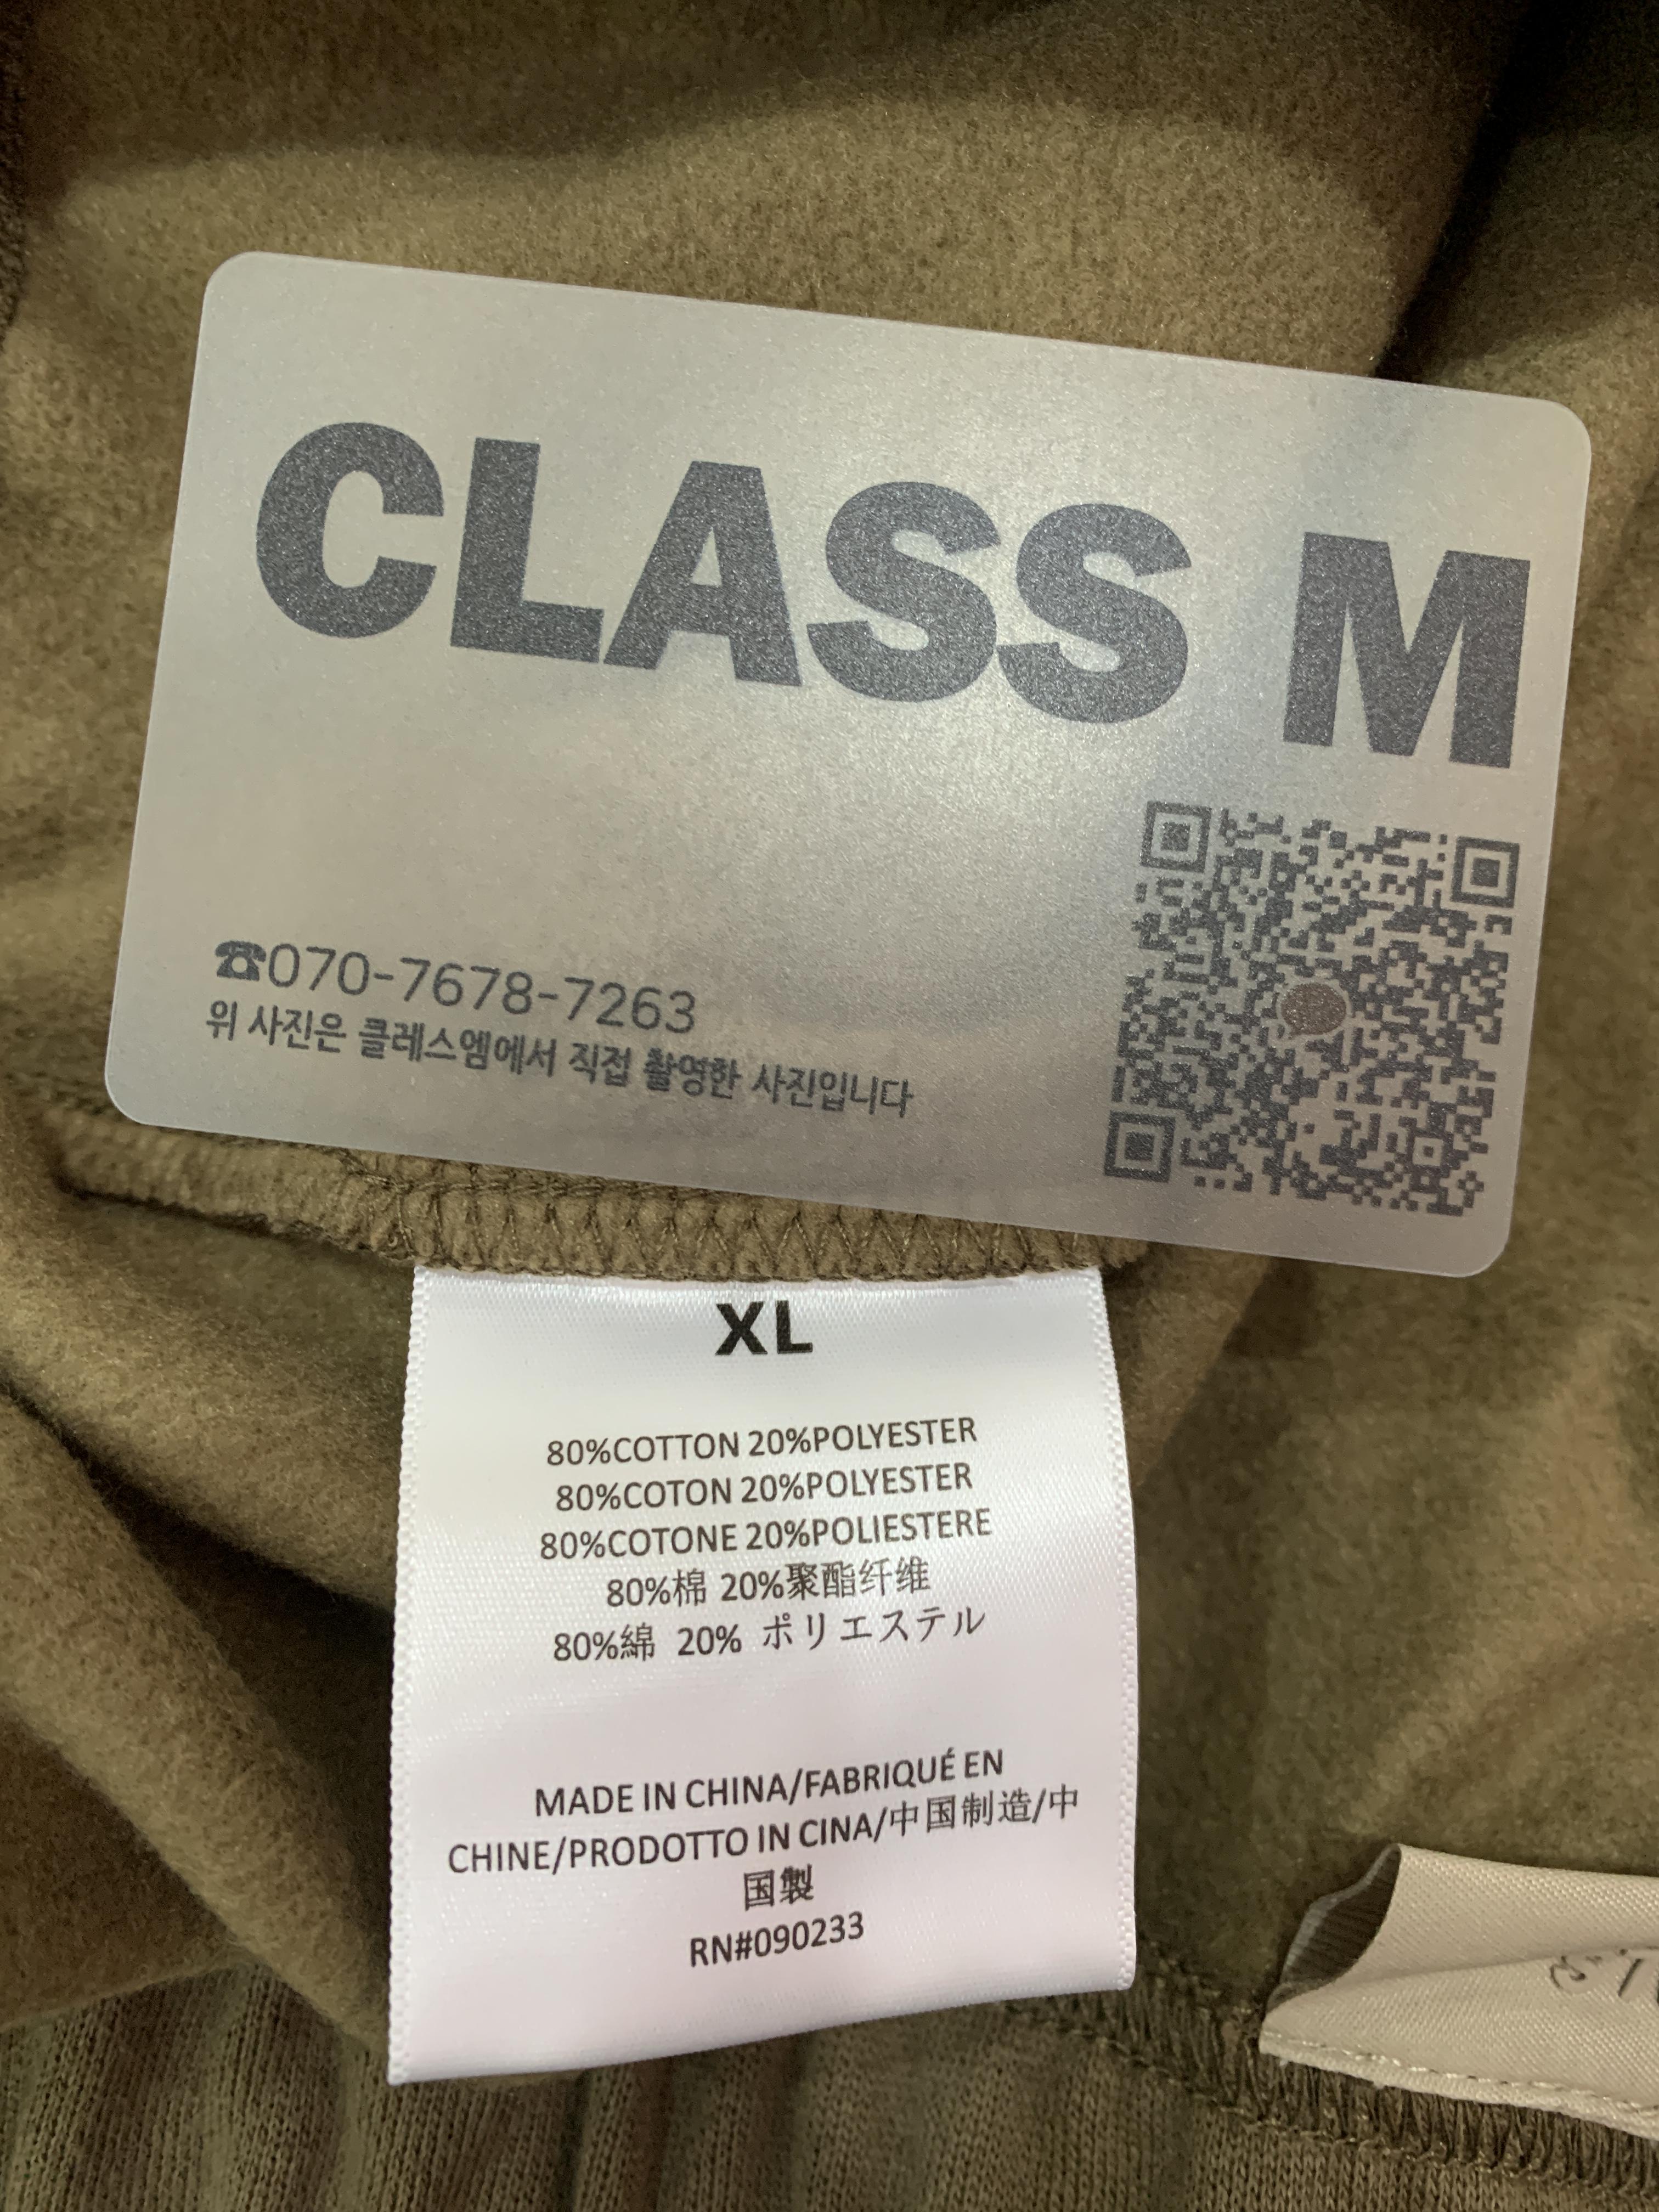 CLASS M
☎070-7678-7263
위 사진은 클레스엠에서 직접 촬영한 사진입니다
XL
80%COTTON 20%POLYESTER
80%COTON 20%POLYESTER
80%COTONE 20%POLIESTERE
80%棉 20%聚酯纤维
80%綿 20% ポリエステル
MADE IN CHINA/FABRIQUÉ EN
CHINE/PRODOTTO IN CINA/中国制造/中
国製
RN#090233